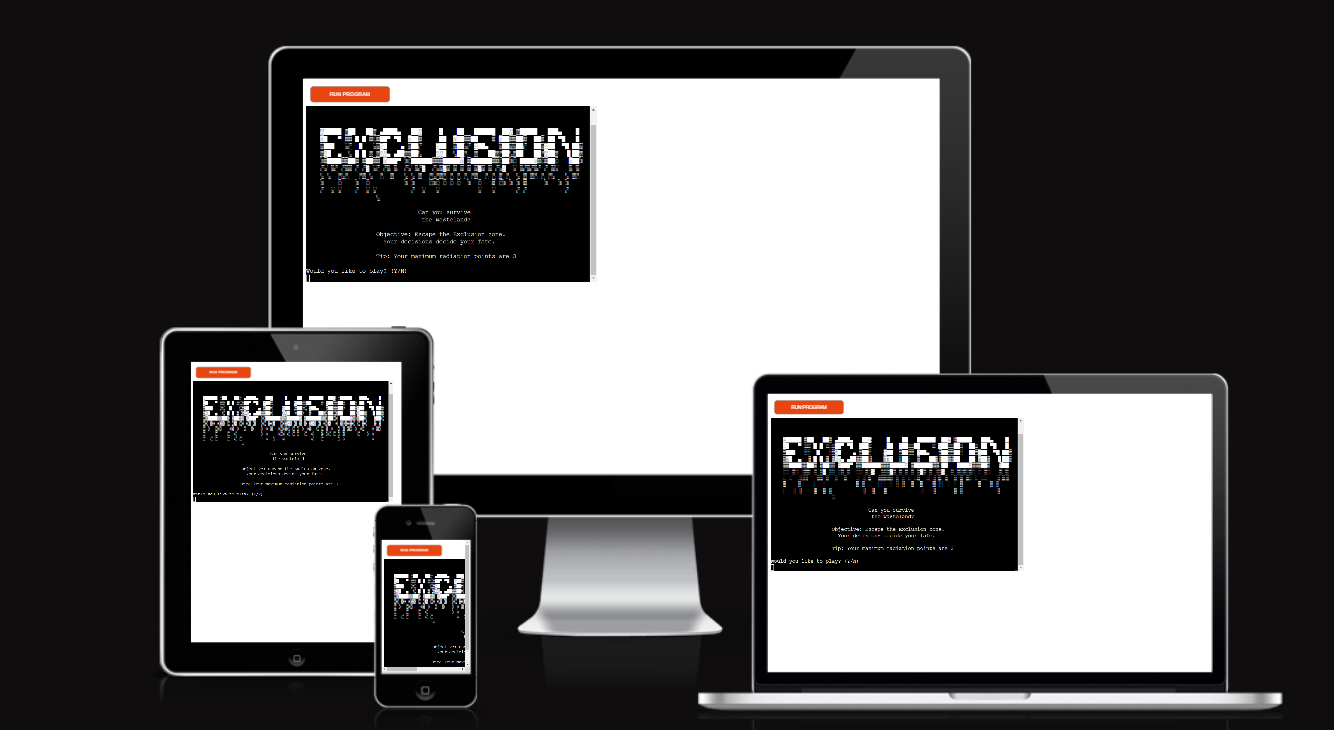 RUN PROGRAM
EXCLUSION
Can you survive
the Wasteland?
Objective: Escape the Exclusion zone.
Your decisions decide your fate.
Tip: Your maximum radiation points are 3
Would you like to play? (Y/N)
RUN PROGRAM
EXCLUSION
RUN PROGRAM
EXC
RUN PROGRAM
EXCLUSION
Can you survive
the Wasteland?
Objective: Escape the Exclusion zone.
Your decisions decide your fate.
Tip: Your maximum radiation points are 3
Would you like to play? (Y/N)